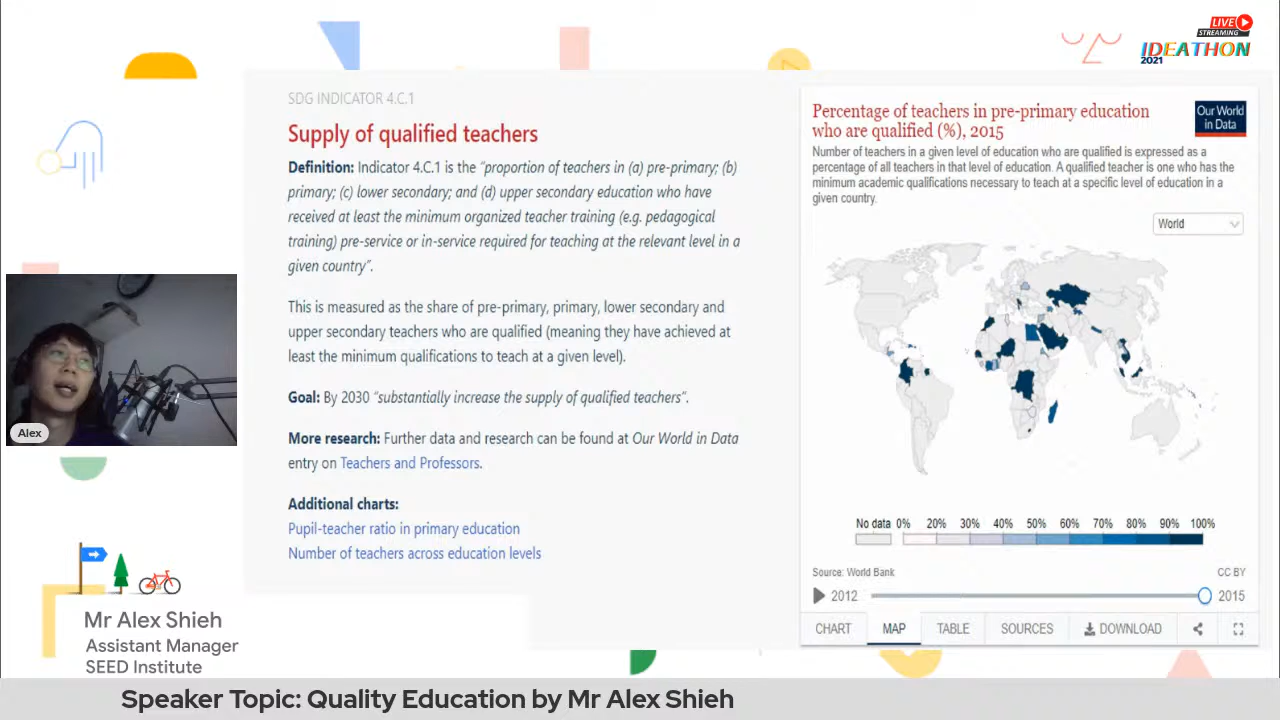 LIVE
STREAMING
IDEATHON
2021
SDG INDICATOR 4.C.1
Supply of qualified teachers
Definition: Indicator 4.C.1 is the “proportion of teachers in (a) pre-primary; (b)
primary; (c) lower secondary; and (d) upper secondary education who have
received at least the minimum organized teacher training (e.g. pedagogical
training) pre-service or in-service required for teaching at the relevant level in a
given country”.
This is measured as the share of pre-primary, primary, lower secondary and
upper secondary teachers who are qualified (meaning they have achieved at
least the minimum qualifications to teach at a given level).
Goal: By 2030 “substantially increase the supply of qualified teachers”.
More research: Further data and research can be found at Our World in Data
entry on Teachers and Professors.
Additional charts:
Pupil-teacher ratio in primary education
Number of teachers across education levels
Percentage of teachers in pre-primary education
who are qualified (%), 2015
Our World
in Data
Number of teachers in a given level of education who are qualified is expressed as a
percentage of all teachers in that level of education. A qualified teacher is one who has the
minimum academic qualifications necessary to teach at a specific level of education in a
given country.
World
No data 0% 20% 30% 40% 50% 60% 70% 80% 90% 100%
Source: World Bank CC BY
2012 2015
CHART MAP TABLE SOURCES DOWNLOAD
Alex
Mr Alex Shieh
Assistant Manager
SEED Institute
Speaker Topic: Quality Education by Mr Alex Shieh